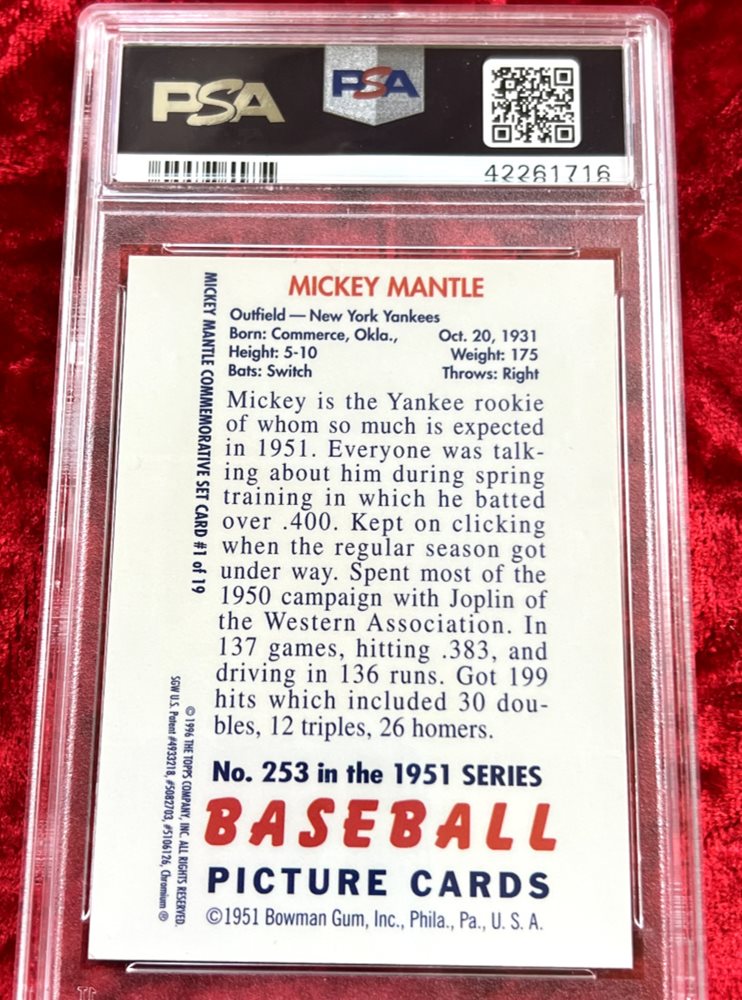 PSA
PSA
42261716
MICKEY MANTLE
Outfield — New York Yankees
Born: Commerce, Okla., Oct. 20, 1931
Height: 5-10 Weight: 175
Bats: Switch Throws: Right
Mickey is the Yankee rookie
of whom so much is expected
in 1951. Everyone was talk-
ing about him during spring
training in which he batted
over .400. Kept on clicking
when the regular season got
under way. Spent most of the
1950 campaign with Joplin of
the Western Association. In
137 games, hitting .383, and
driving in 136 runs. Got 199
hits which included 30 dou-
bles, 12 triples, 26 homers.
No. 253 in the 1951 SERIES
BASEBALL
PICTURE CARDS
©1951 Bowman Gum, Inc., Phila., Pa., U. S. A.
MICKEY MANTLE COMMEMORATIVE SET CARD #1 of 19
© 1996 THE TOPPS COMPANY, INC. ALL RIGHTS RESERVED.
SGW U.S. Patent #4933218, #5082703, #5106126, Chromium ®